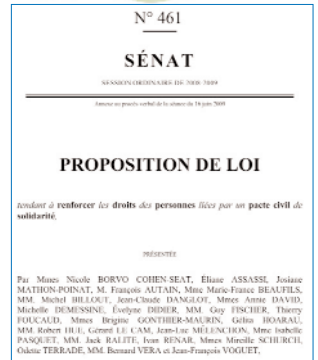 N° 461
SÉNAT
SESSION ORDINAIRE DE 2008-2009
Annexe au procès-verbal de la séance du 16 juin 2009
PROPOSITION DE LOI
tendant à renforcer les droits des personnes liées par un pacte civil de
solidarité,
PRÉSENTÉE
Par Mmes Nicole BORVO COHEN-SEAT, Éliane ASSASSI, Josiane
MATHON-POINAT, M. François AUTAIN, Mme Marie-France BEAUFILS,
MM. Michel BILLOUT, Jean-Claude DANGLOT, Mmes Annie DAVID,
Michelle DEMESSINE, Évelyne DIDIER, MM. Guy FISCHER, Thierry
FOUCAUD, Mmes Brigitte GONTHIER-MAURIN, Gélita HOARAU,
MM. Robert HUE, Gérard LE CAM, Jean-Luc MÉLENCHON, Mme Isabelle
PASQUET, MM. Jack RALITE, Ivan RENAR, Mmes Mireille SCHURCH,
Odette TERRADE, MM. Bernard VERA et Jean-François VOGUET,